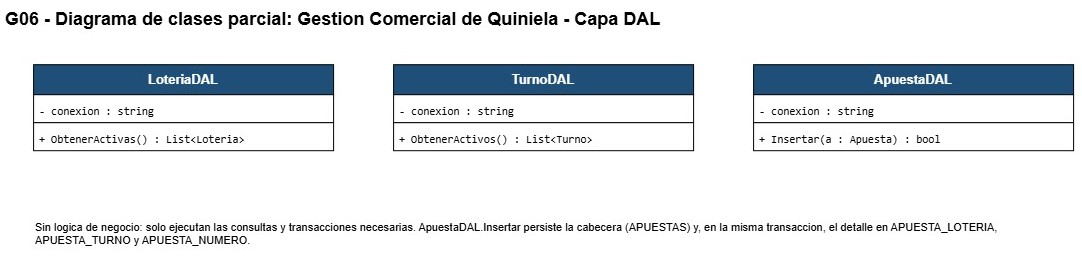 G06 - Diagrama de clases parcial: Gestion Comercial de Quiniela - Capa DAL
LoteriaDAL
- conexion : string
+ ObtenerActivas() : List<Loteria>
TurnoDAL
- conexion : string
+ ObtenerActivos() : List<Turno>
ApuestaDAL
- conexion : string
+ Insertar(a : Apuesta) : bool
Sin logica de negocio: solo ejecutan las consultas y transacciones necesarias. ApuestaDAL.Insertar persiste la cabecera (APUESTAS) y, en la misma transaccion, el detalle en APUESTA_LOTERIA,
APUESTA_TURNO y APUESTA_NUMERO.